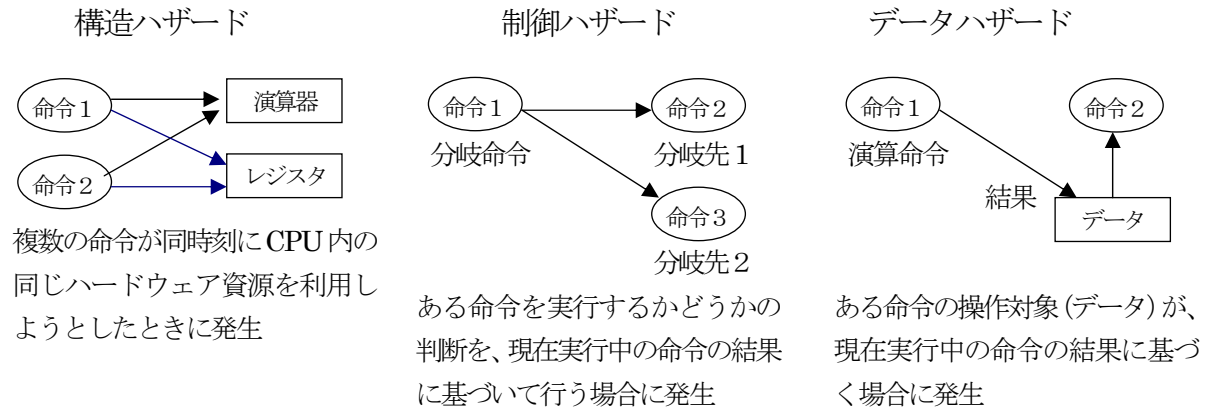 構造ハザード
命令1
演算器
命令2
レジスタ
複数の命令が同時刻にCPU内の
同じハードウェア資源を利用し
ようとしたときに発生
制御ハザード
命令1
命令2
分岐命令
分岐先1
命令3
分岐先2
ある命令を実行するかどうかの
判断を、現在実行中の命令の結果
に基づいて行う場合に発生
データハザード
命令1
命令2
演算命令
結果
データ
ある命令の操作対象(データ)が、
現在実行中の命令の結果に基づ
く場合に発生